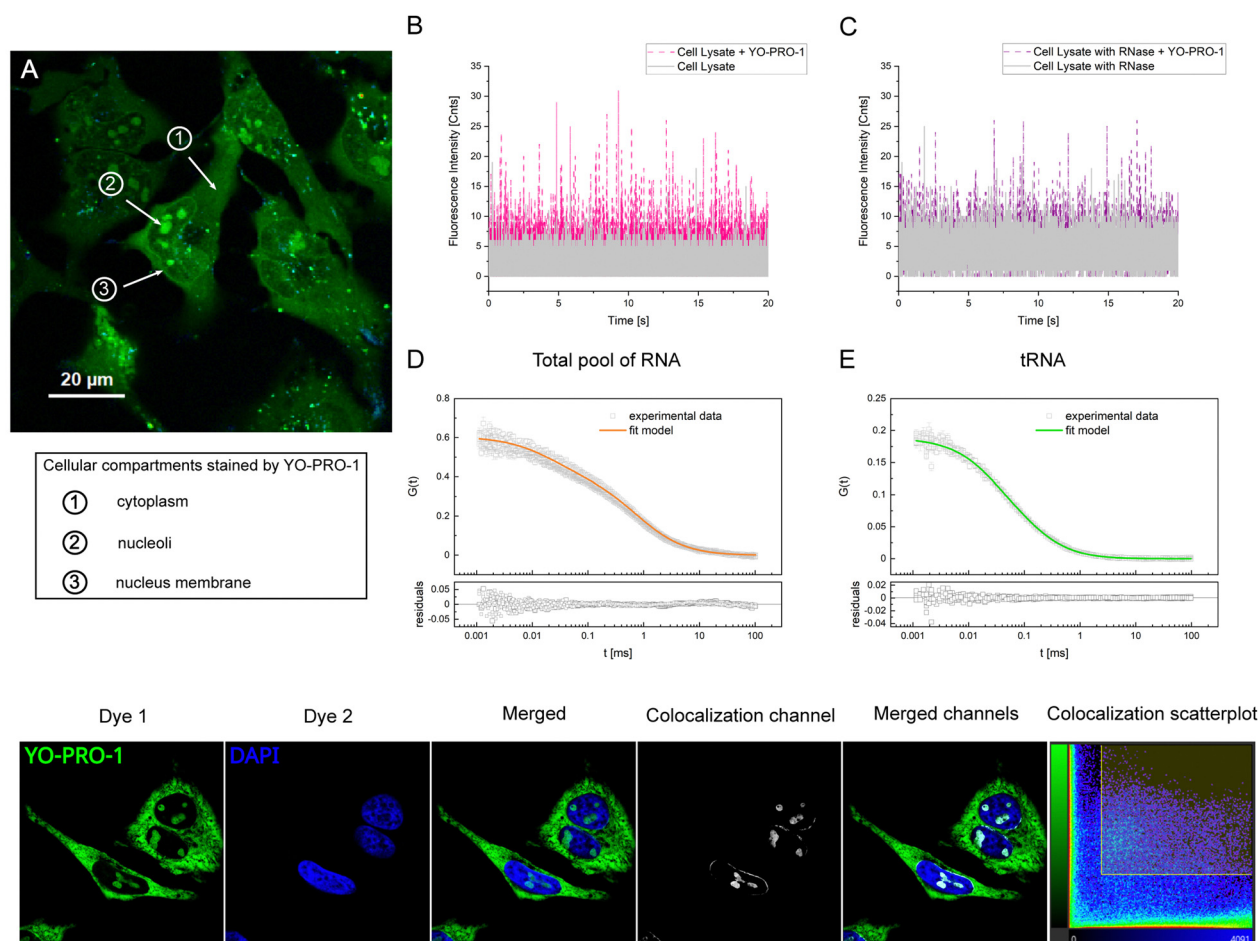 A
1
2
3
20 µm
Cellular compartments stained by YO-PRO-1
1 cytoplasm
2 nucleoli
3 nucleus membrane
B
Cell Lysate + YO-PRO-1
Cell Lysate
Fluorescence Intensity [Cnts]
35
30
25
20
15
10
5
0
0 5 10 15 20
Time [s]
C
Cell Lysate with RNase + YO-PRO-1
Cell Lysate with RNase
Fluorescence Intensity [Cnts]
35
30
25
20
15
10
5
0
0 5 10 15 20
Time [s]
D
Total pool of RNA
experimental data
fit model
G(t)
0.8
0.6
0.4
0.2
0
residuals
0.05
0
-0.05
0.001 0.01 0.1 1 10 100
t [ms]
E
tRNA
experimental data
fit model
G(t)
0.25
0.20
0.15
0.10
0.05
0
residuals
0.02
0
-0.02
-0.04
0.001 0.01 0.1 1 10 100
t [ms]
Dye 1 Dye 2 Merged Colocalization channel Merged channels Colocalization scatterplot
YO-PRO-1 DAPI
0 4091